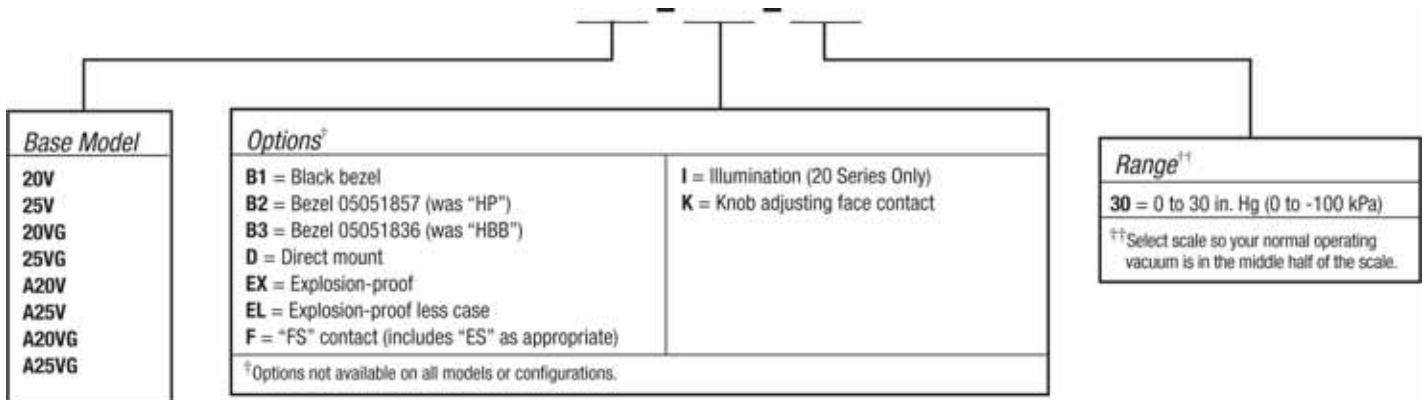 Base Model
20V
25V
20VG
25VG
A20V
A25V
A20VG
A25VG
Options†
B1 = Black bezel
B2 = Bezel 05051857 (was “HP”)
B3 = Bezel 05051836 (was “HBB”)
D = Direct mount
EX = Explosion-proof
EL = Explosion-proof less case
F = “FS” contact (includes “ES” as appropriate)
I = Illumination (20 Series Only)
K = Knob adjusting face contact
†Options not available on all models or configurations.
Range††
30 = 0 to 30 in. Hg (0 to -100 kPa)
††Select scale so your normal operating
vacuum is in the middle half of the scale.